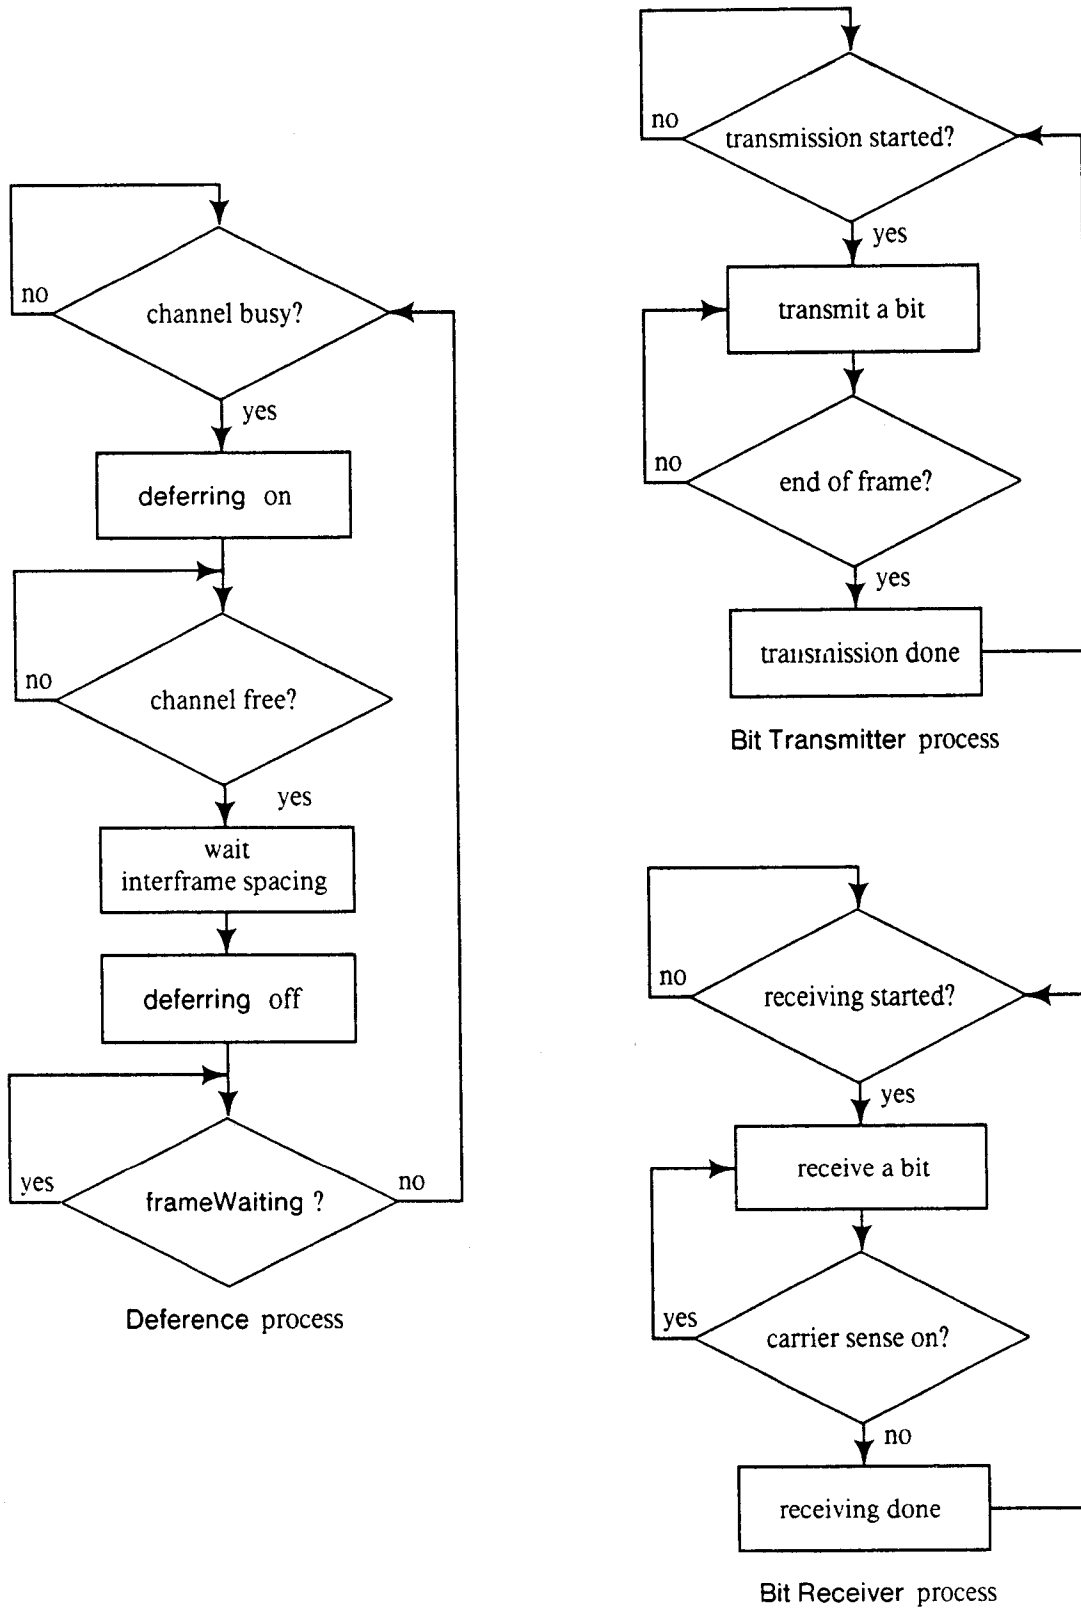 no
channel busy?
yes
deferring on
no
channel free?
yes
wait
interframe spacing
deferring off
yes
frameWaiting ?
no
Deference process
no
transmission started?
yes
transmit a bit
no
end of frame?
yes
transmission done
Bit Transmitter process
no
receiving started?
yes
receive a bit
yes
carrier sense on?
no
receiving done
Bit Receiver process